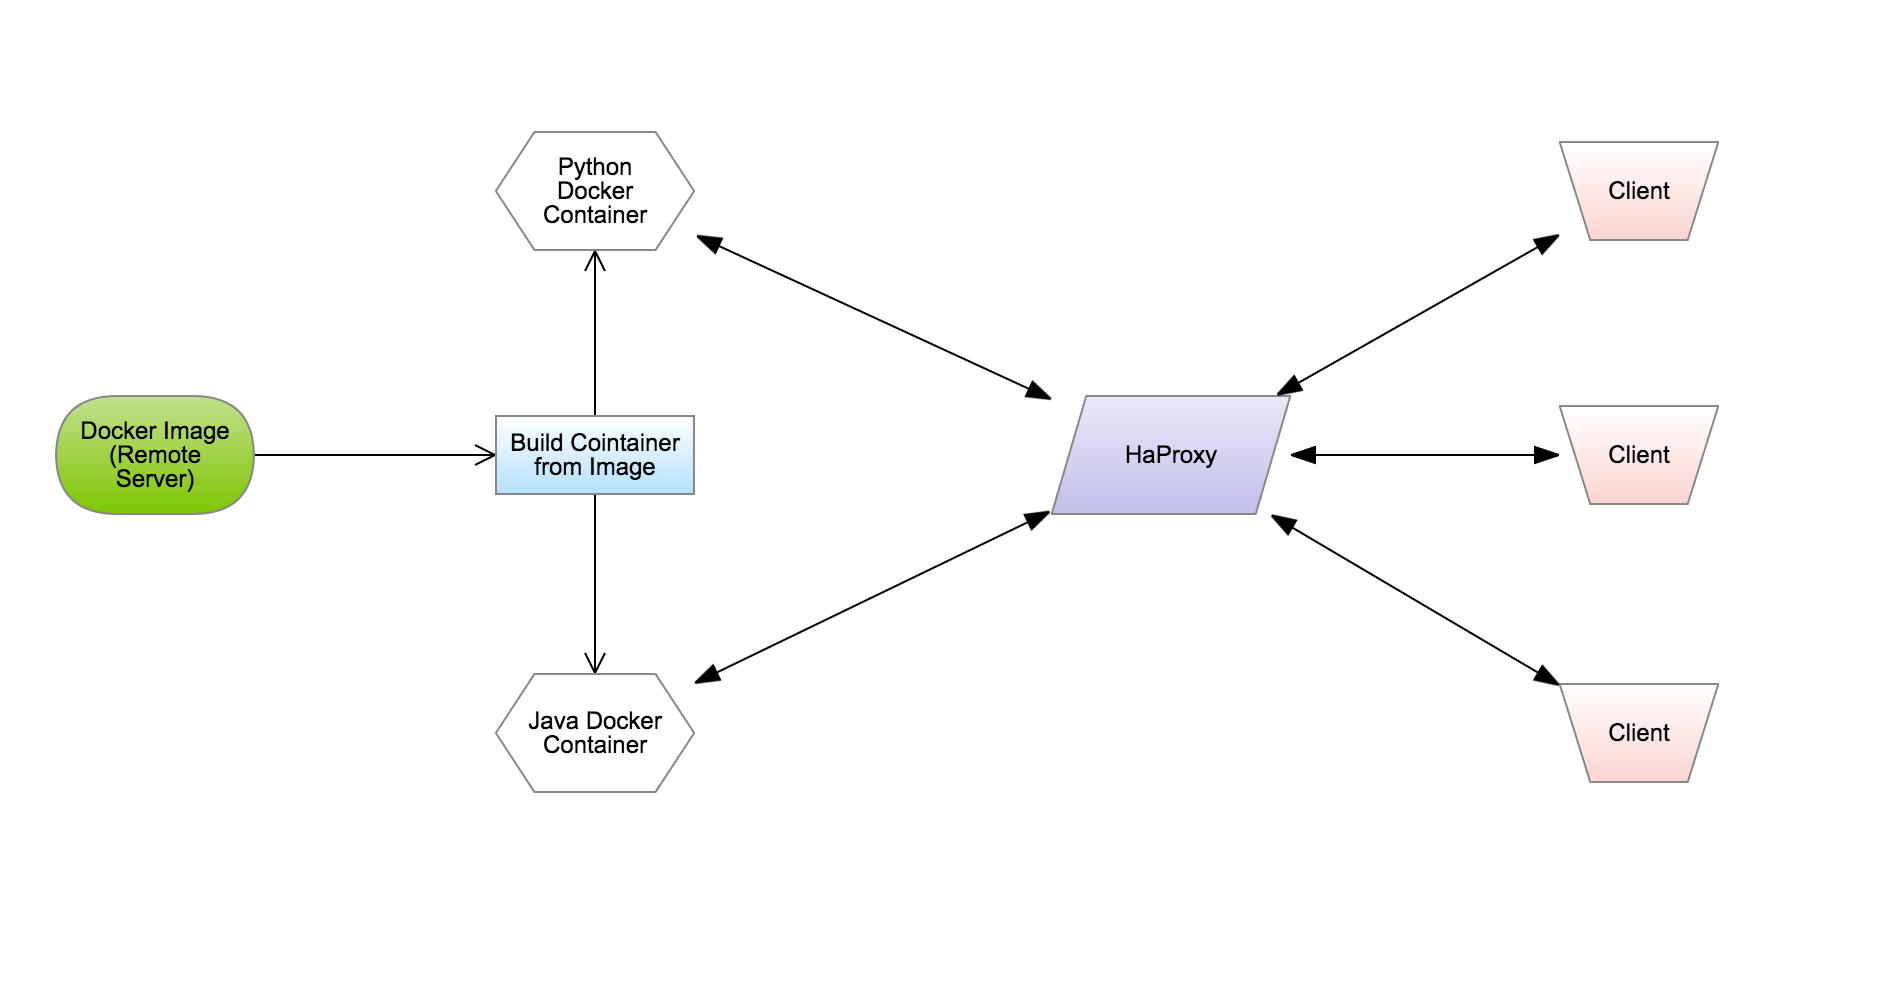 Python
Docker
Container
Client
Docker Image
(Remote
Server)
Build Cointainer
from Image
HaProxy
Client
Java Docker
Container
Client